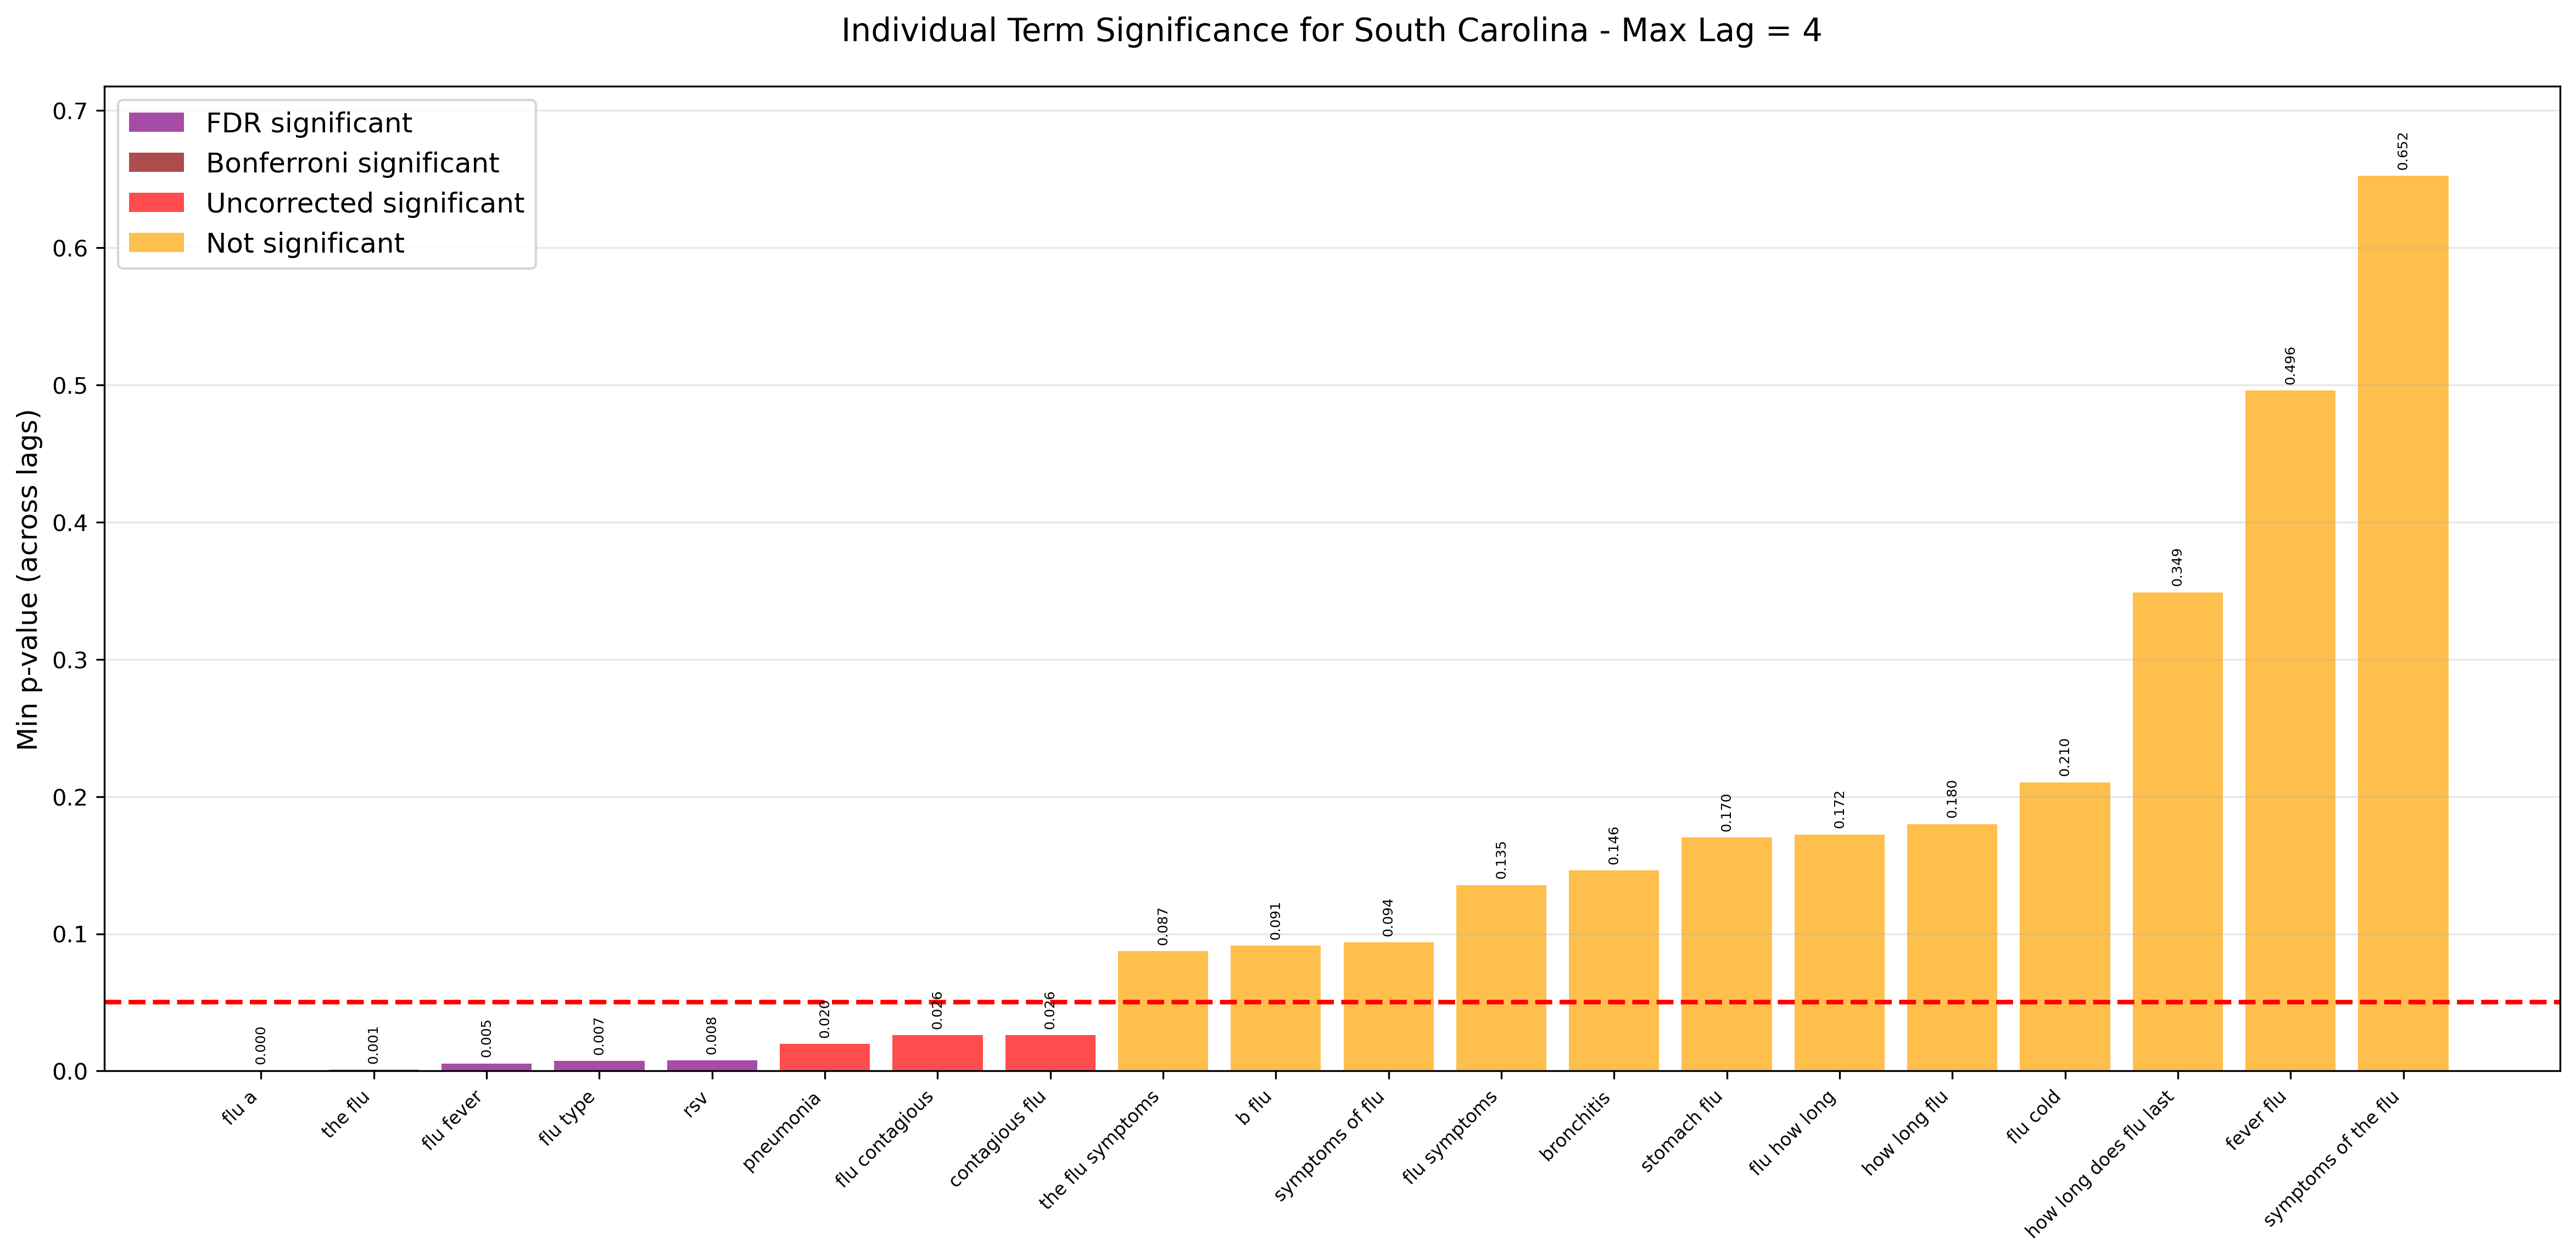 Individual Term Significance for South Carolina - Max Lag = 4
FDR significant
Bonferroni significant
Uncorrected significant
Not significant
Min p-value (across lags)
0.7
0.6
0.5
0.4
0.3
0.2
0.1
0.0
0.000
0.001
0.005
0.007
0.008
0.020
0.026
0.026
0.087
0.091
0.094
0.135
0.146
0.170
0.172
0.180
0.210
0.349
0.496
0.652
flu a
the flu
flu fever
flu type
rsv
pneumonia
flu contagious
contagious flu
the flu symptoms
b flu
symptoms of flu
flu symptoms
bronchitis
stomach flu
flu how long
how long flu
flu cold
how long does flu last
fever flu
symptoms of the flu